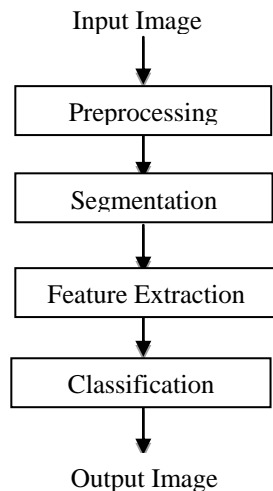 Input Image
Preprocessing
Segmentation
Feature Extraction
Classification
Output Image